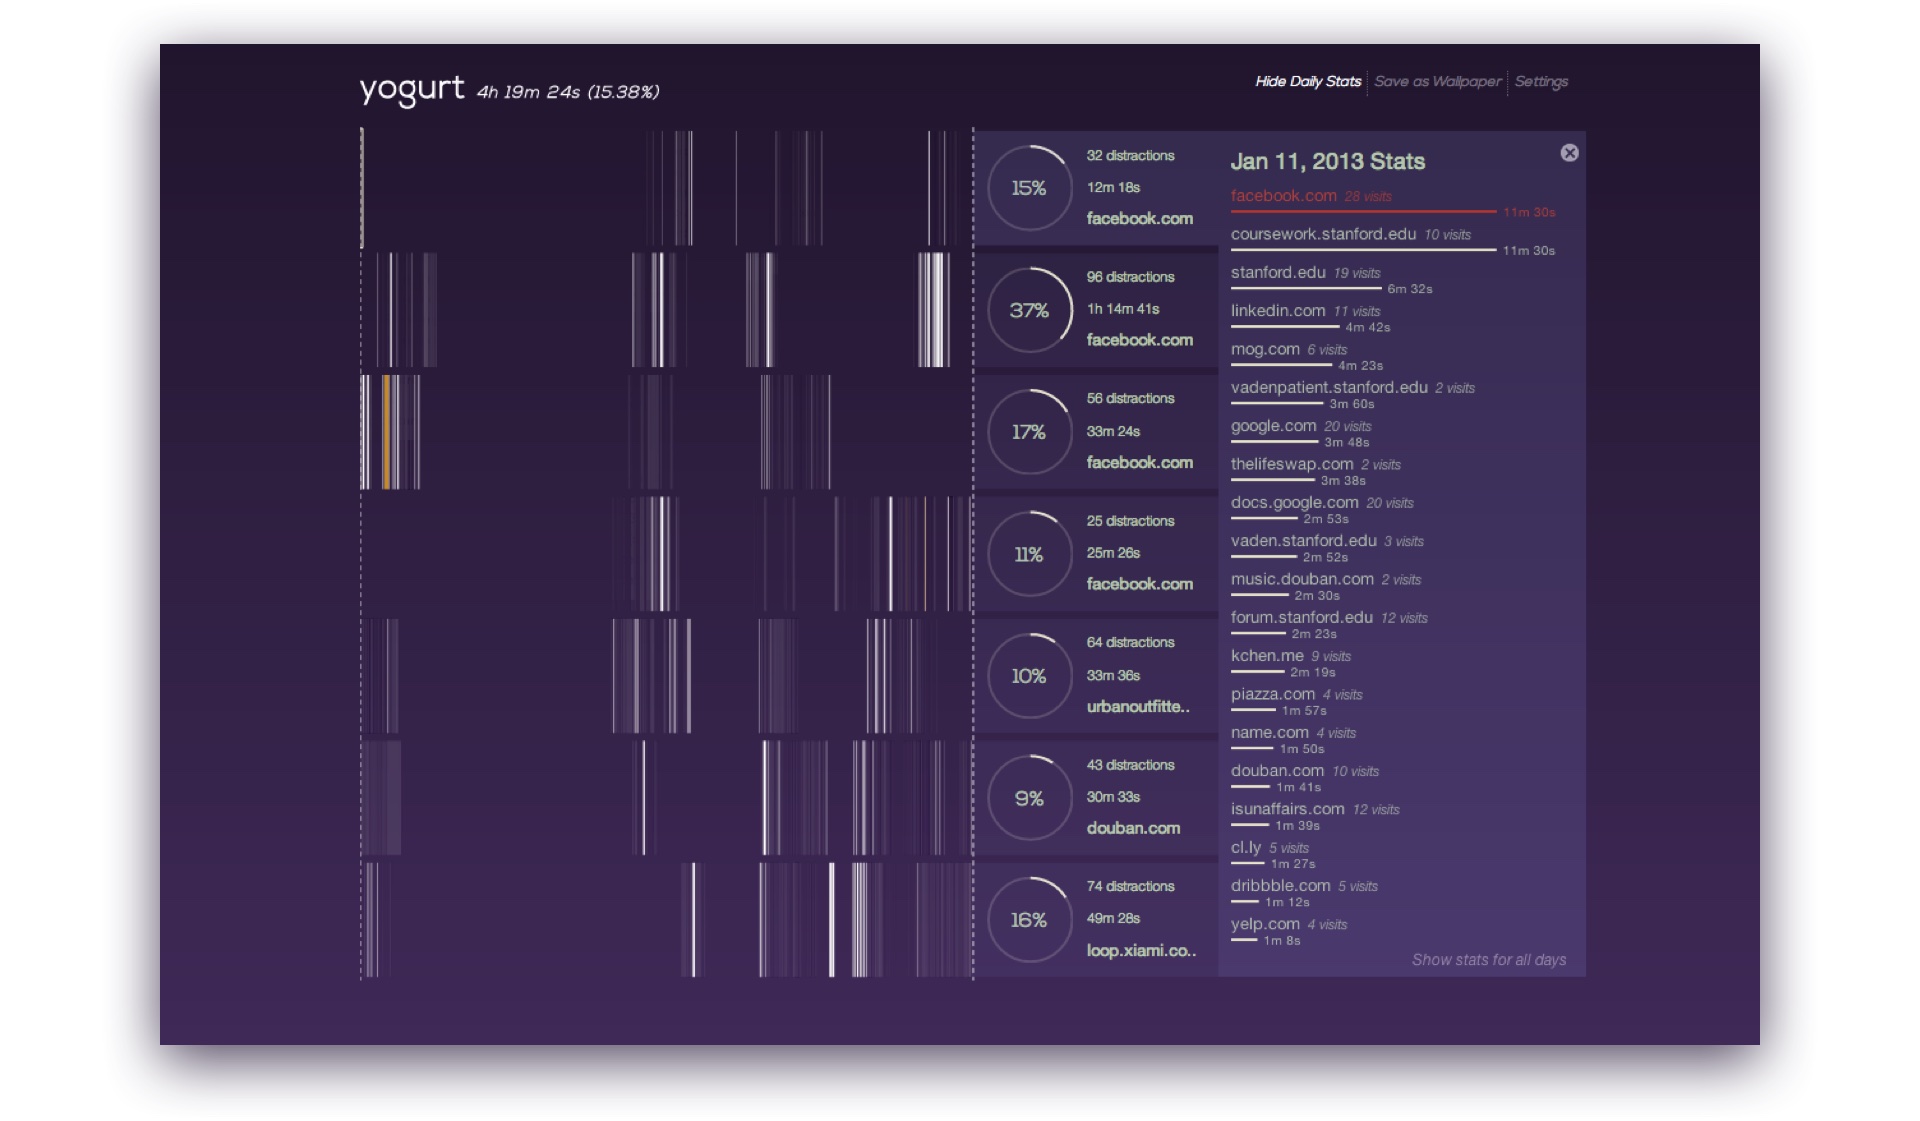 yogurt 4h 19m 24s (15.38%)
Hide Daily Stats Save as Wallpaper Settings
15%
32 distractions
12m 18s
facebook.com
37%
96 distractions
1h 14m 41s
facebook.com
17%
56 distractions
33m 24s
facebook.com
11%
25 distractions
25m 26s
facebook.com
10%
64 distractions
33m 36s
urbanoutfitte..
9%
43 distractions
30m 33s
douban.com
16%
74 distractions
49m 28s
loop.xiami.co..
Jan 11, 2013 Stats
facebook.com 28 visits
11m 30s
coursework.stanford.edu 10 visits
11m 30s
stanford.edu 19 visits
6m 32s
linkedin.com 11 visits
4m 42s
mog.com 6 visits
4m 23s
vadenpatient.stanford.edu 2 visits
3m 60s
google.com 20 visits
3m 48s
thelifeswap.com 2 visits
3m 38s
docs.google.com 20 visits
2m 53s
vaden.stanford.edu 3 visits
2m 52s
music.douban.com 2 visits
2m 30s
forum.stanford.edu 12 visits
2m 23s
kchen.me 9 visits
2m 19s
piazza.com 4 visits
1m 57s
name.com 4 visits
1m 50s
douban.com 10 visits
1m 41s
isunaffairs.com 12 visits
1m 39s
cl.ly 5 visits
1m 27s
dribbble.com 5 visits
1m 12s
yelp.com 4 visits
1m 8s
Show stats for all days